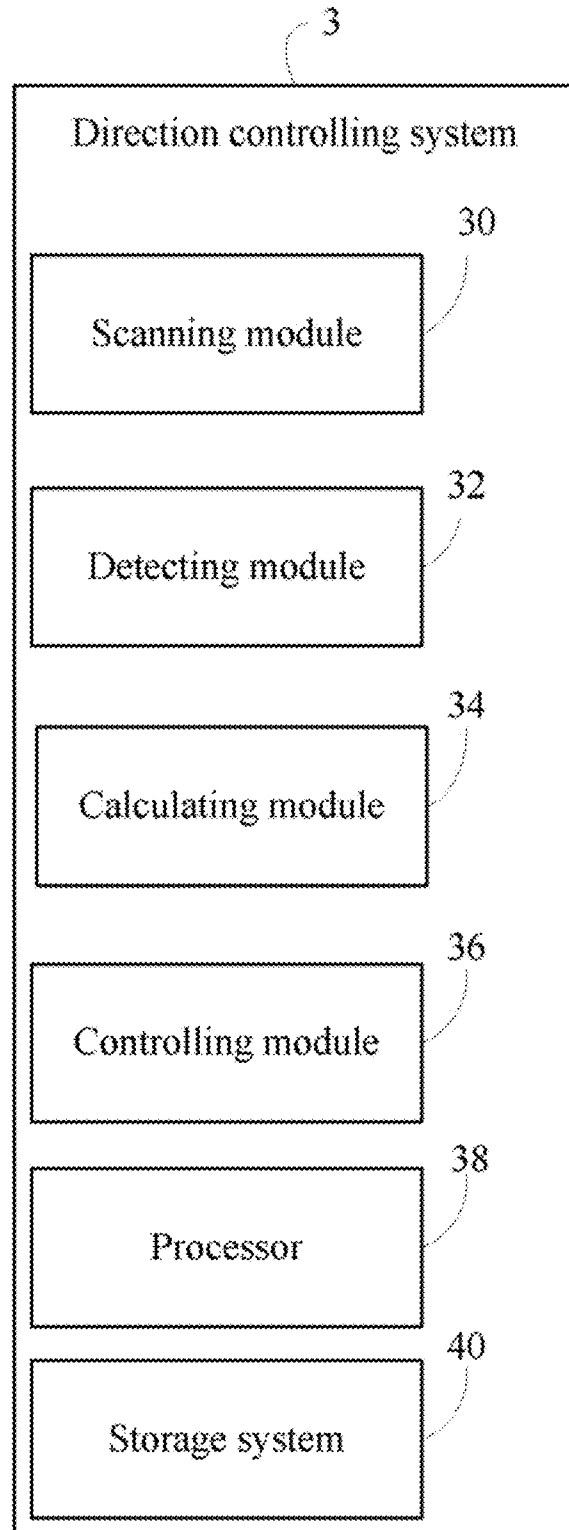 3
Direction controlling system
30
Scanning module
32
Detecting module
34
Calculating module
36
Controlling module
38
Processor
40
Storage system